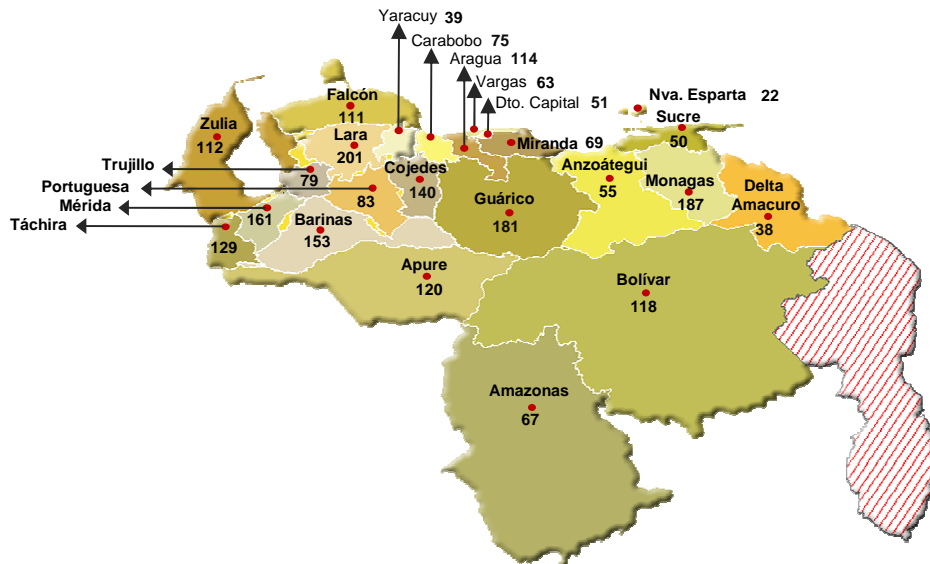 Yaracuy 39
Carabobo 75
Aragua 114
Vargas 63
Dto. Capital 51
Nva. Esparta 22
Falcón
111
Sucre
50
Zulia
112
Lara
201
Miranda 69
Trujillo
79
Cojedes
140
Anzoátegui
55
Portuguesa
83
Monagas
187
Delta
Amacuro
38
Mérida
161
Guárico
181
Táchira
129
Barinas
153
Apure
120
Bolívar
118
Amazonas
67